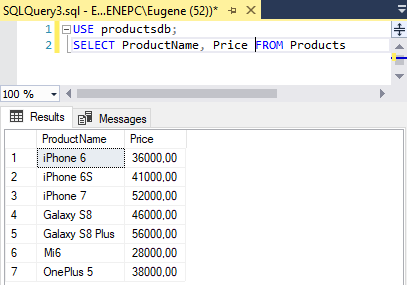 SQLQuery3.sql - E...ENEPC\Eugene (52))*
1 USE productsdb;
2 SELECT ProductName, Price FROM Products
100 %
Results Messages
ProductName Price
1 iPhone 6 36000,00
2 iPhone 6S 41000,00
3 iPhone 7 52000,00
4 Galaxy S8 46000,00
5 Galaxy S8 Plus 56000,00
6 Mi6 28000,00
7 OnePlus 5 38000,00